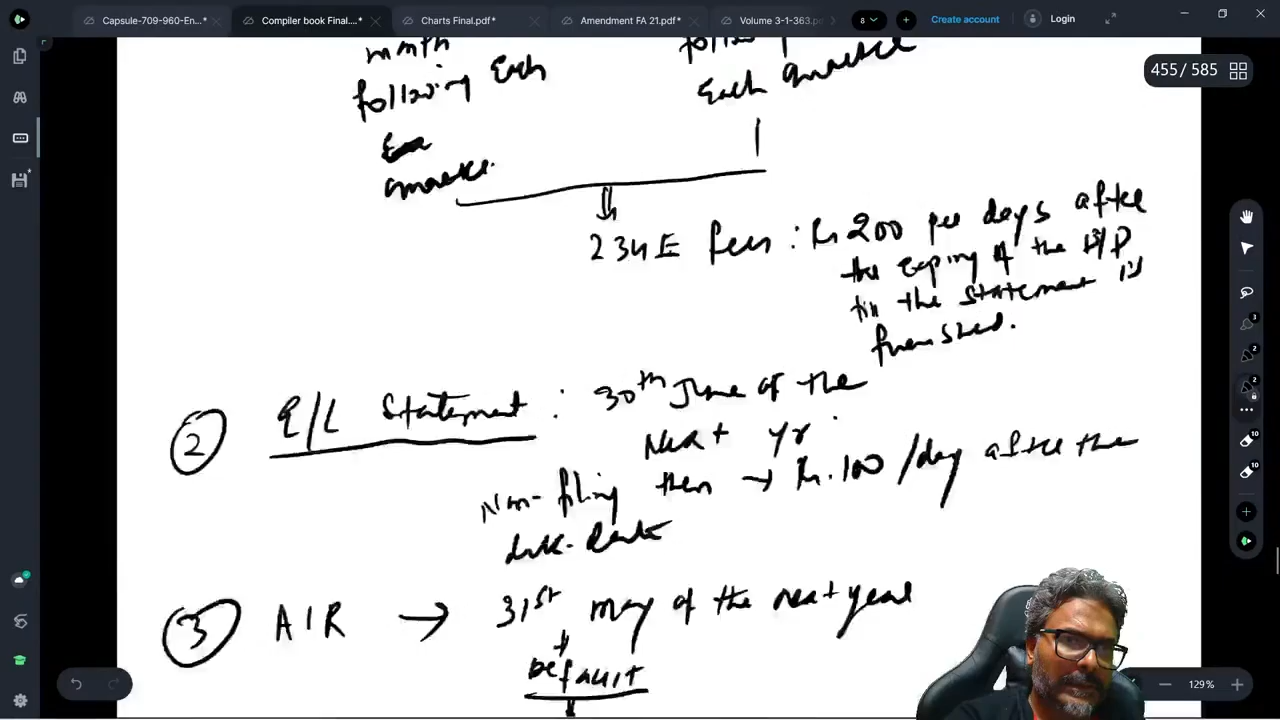 Capsule-709-960-En...*
Compiler book Final....*
Charts Final.pdf*
Amendment FA 21.pdf*
Volume 3-1-363.pd
8
Create account
Login
455/ 585
month
following Each
quarter.
following
Each quarter
234E fees : Rs 200 per days after
the expiry of the D/D
till the statement is
furnished.
② E/L Statement : 30th June of the
Next yr
Non-filing then → Rs. 100 /day after the
due-date
③ AIR → 31st may of the next year
Default
129%